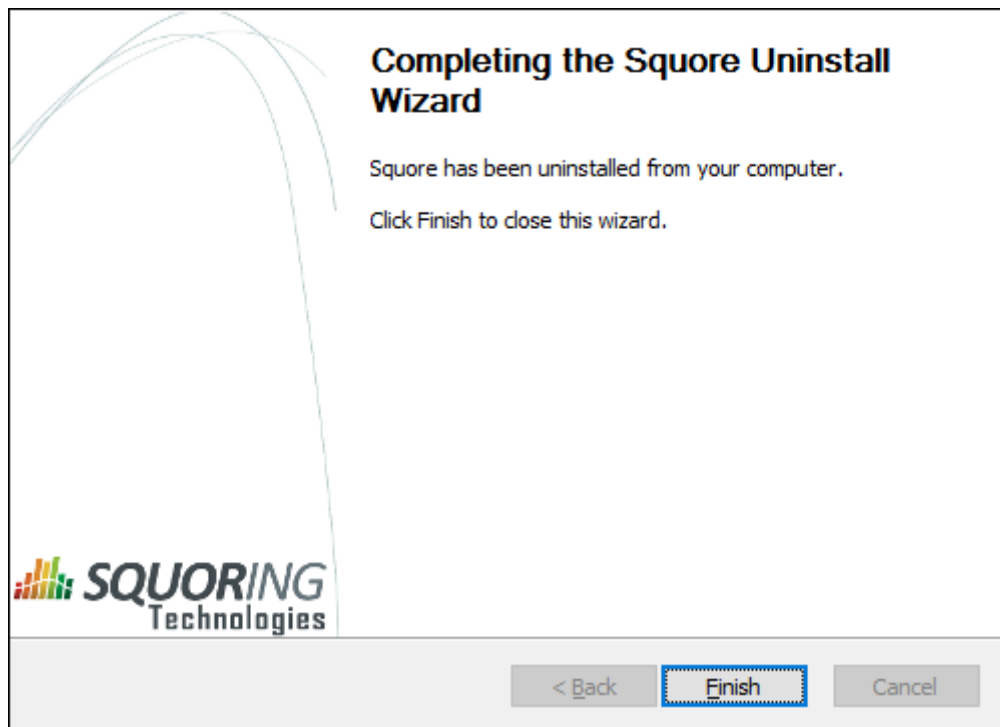 Completing the Squore Uninstall
Wizard
Squore has been uninstalled from your computer.
Click Finish to close this wizard.
SQUORING
Technologies
< Back
Finish
Cancel